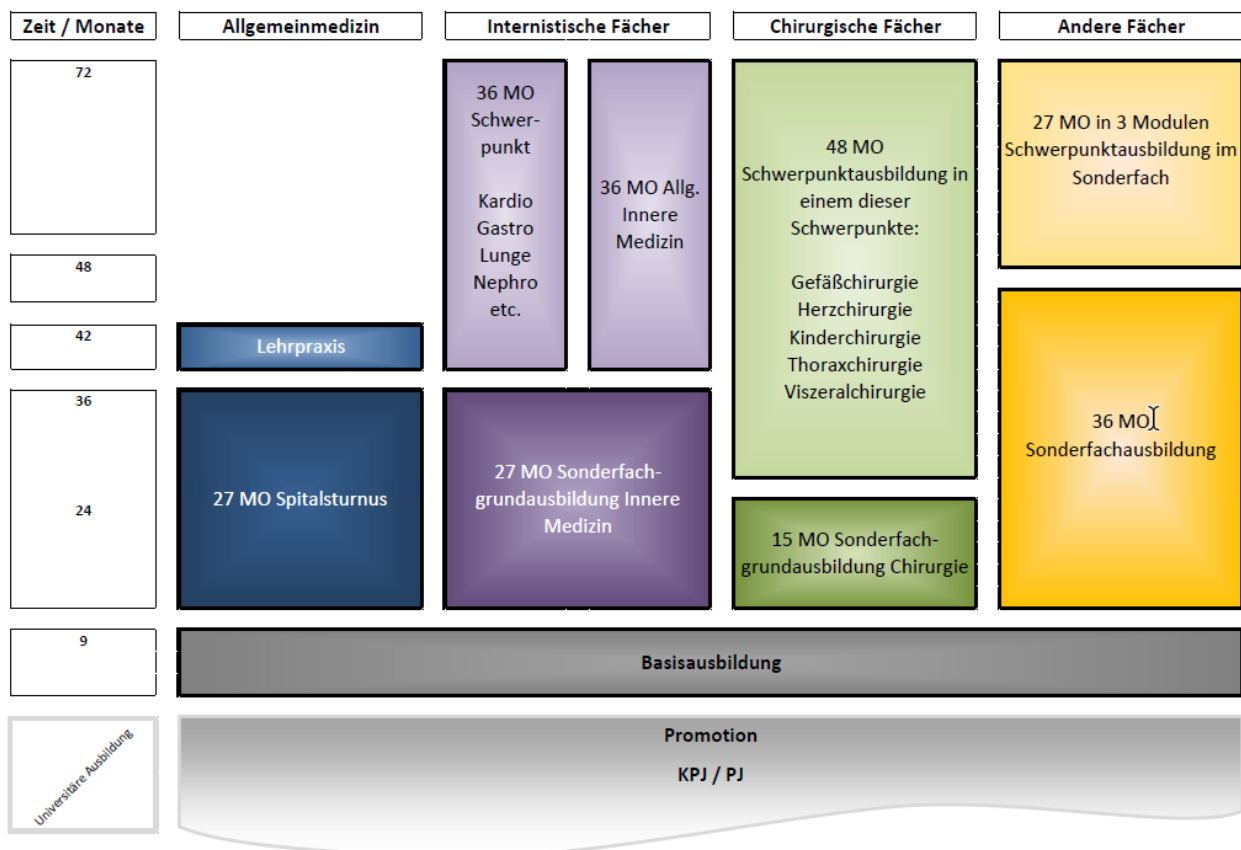 Zeit / Monate
Allgemeinmedizin
Internistische Fächer
Chirurgische Fächer
Andere Fächer
72
48
42
36
24
9
Universitäre Ausbildung
Lehrpraxis
27 MO Spitalsturnus
36 MO
Schwer-
punkt
Kardio
Gastro
Lunge
Nephro
etc.
36 MO Allg.
Innere
Medizin
27 MO Sonderfach-
grundausbildung Innere
Medizin
48 MO
Schwerpunktausbildung in
einem dieser
Schwerpunkte:
Gefäßchirurgie
Herzchirurgie
Kinderchirurgie
Thoraxchirurgie
Viszeralchirurgie
15 MO Sonderfach-
grundausbildung Chirurgie
27 MO in 3 Modulen
Schwerpunktausbildung im
Sonderfach
36 MO
Sonderfachausbildung
Basisausbildung
Promotion
KPJ / PJ